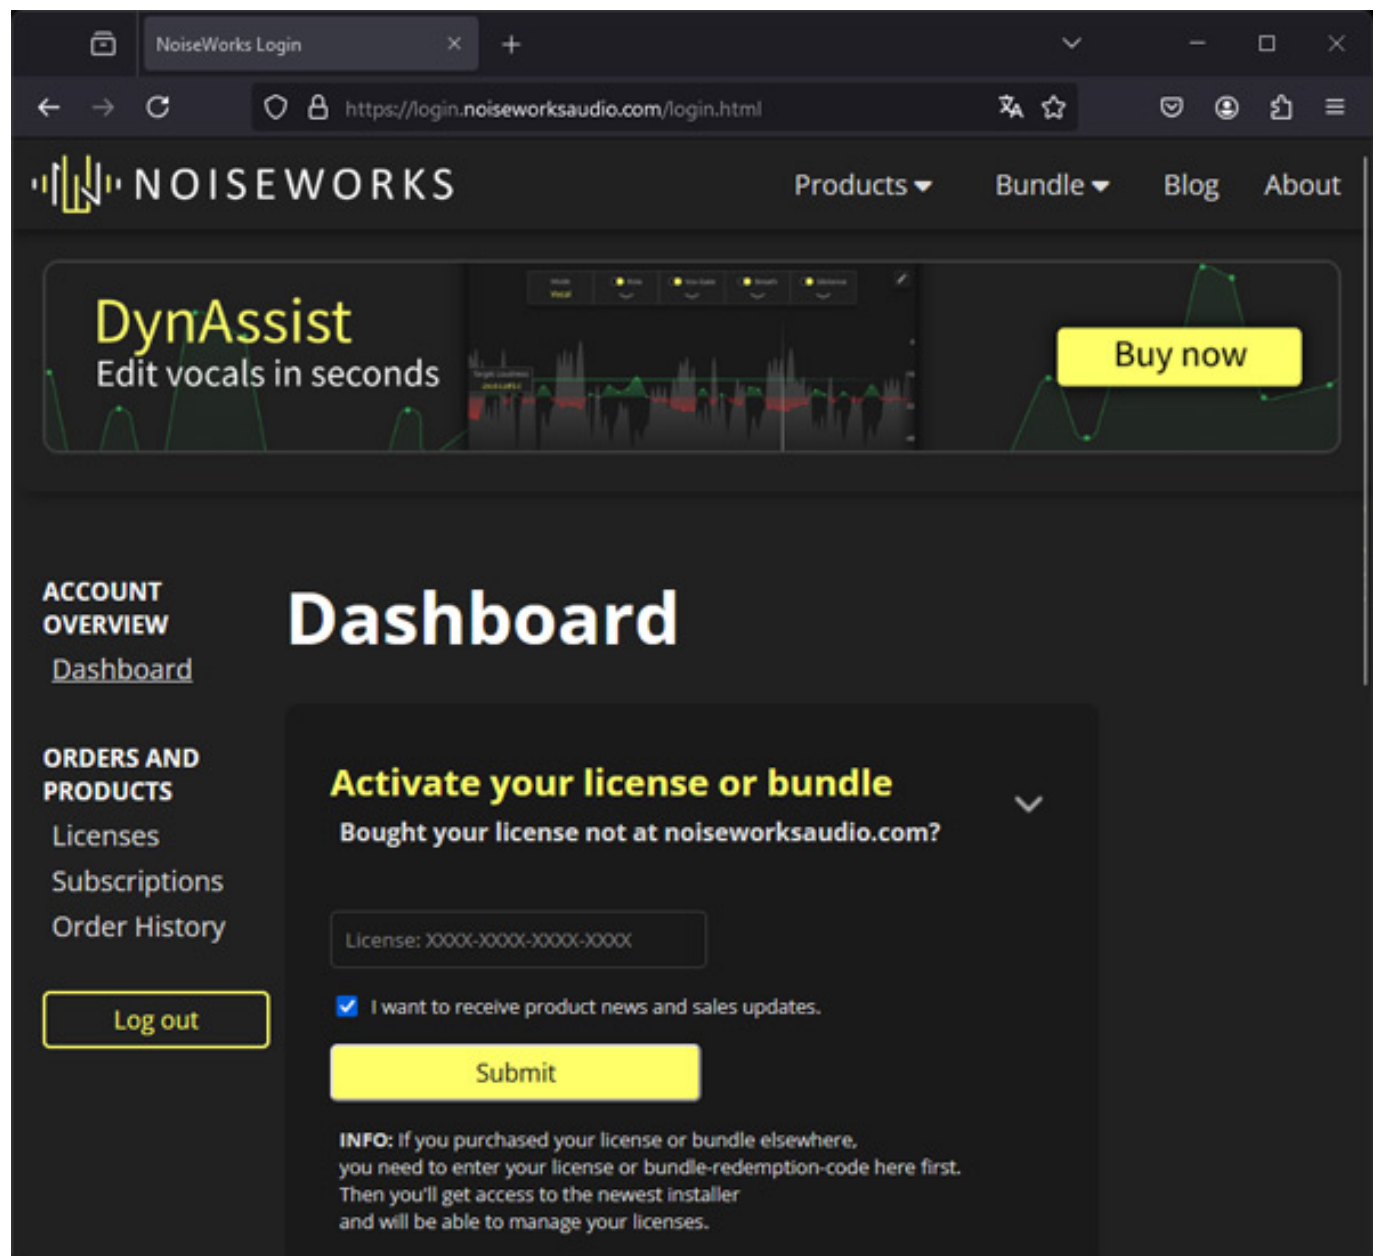 NoiseWorks Login
https://login.noiseworksaudio.com/login.html
NOISEWORKS
Products
Bundle
Blog
About
DynAssist
Edit vocals in seconds
Buy now
ACCOUNT
OVERVIEW
Dashboard
ORDERS AND
PRODUCTS
Licenses
Subscriptions
Order History
Log out
Dashboard
Activate your license or bundle
Bought your license not at noiseworksaudio.com?
License: XXXX-XXXX-XXXX-XXXX
I want to receive product news and sales updates.
Submit
INFO: If you purchased your license or bundle elsewhere,
you need to enter your license or bundle-redemption-code here first.
Then you'll get access to the newest installer
and will be able to manage your licenses.